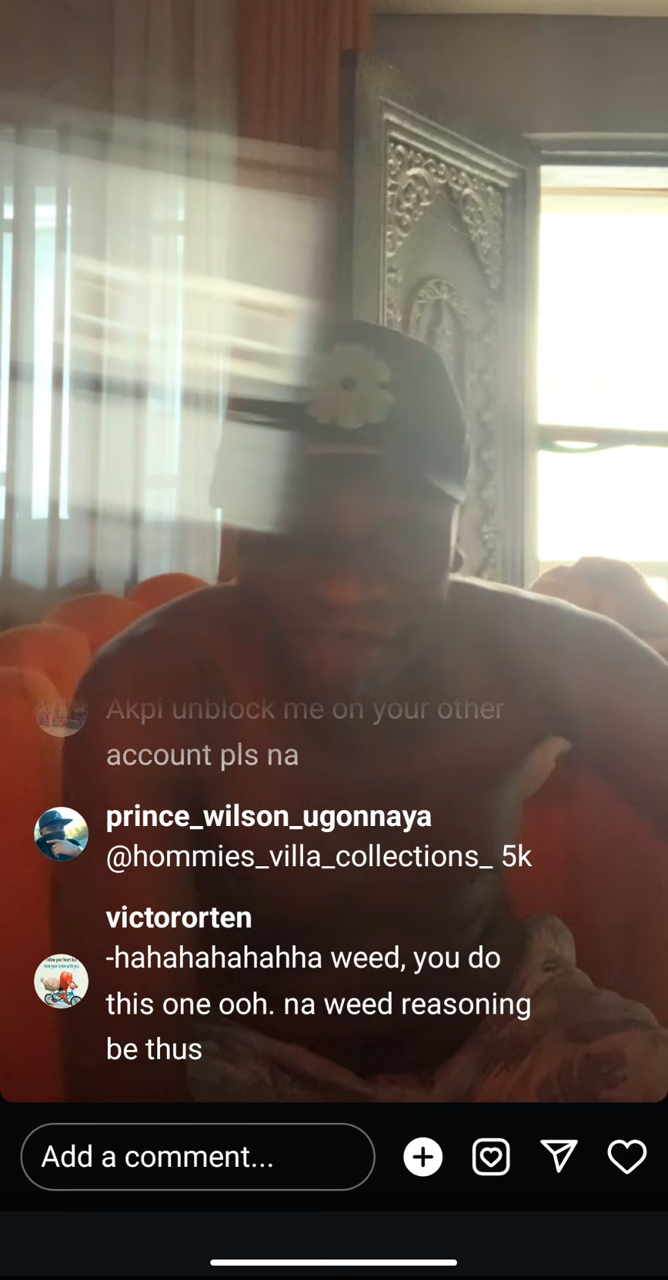 Akpi unblock me on your other
account pls na
prince_wilson_ugonnaya
@hommies_villa_collections_ 5k
victororten
-hahahahahahha weed, you do
this one ooh. na weed reasoning
be thus
Add a comment...